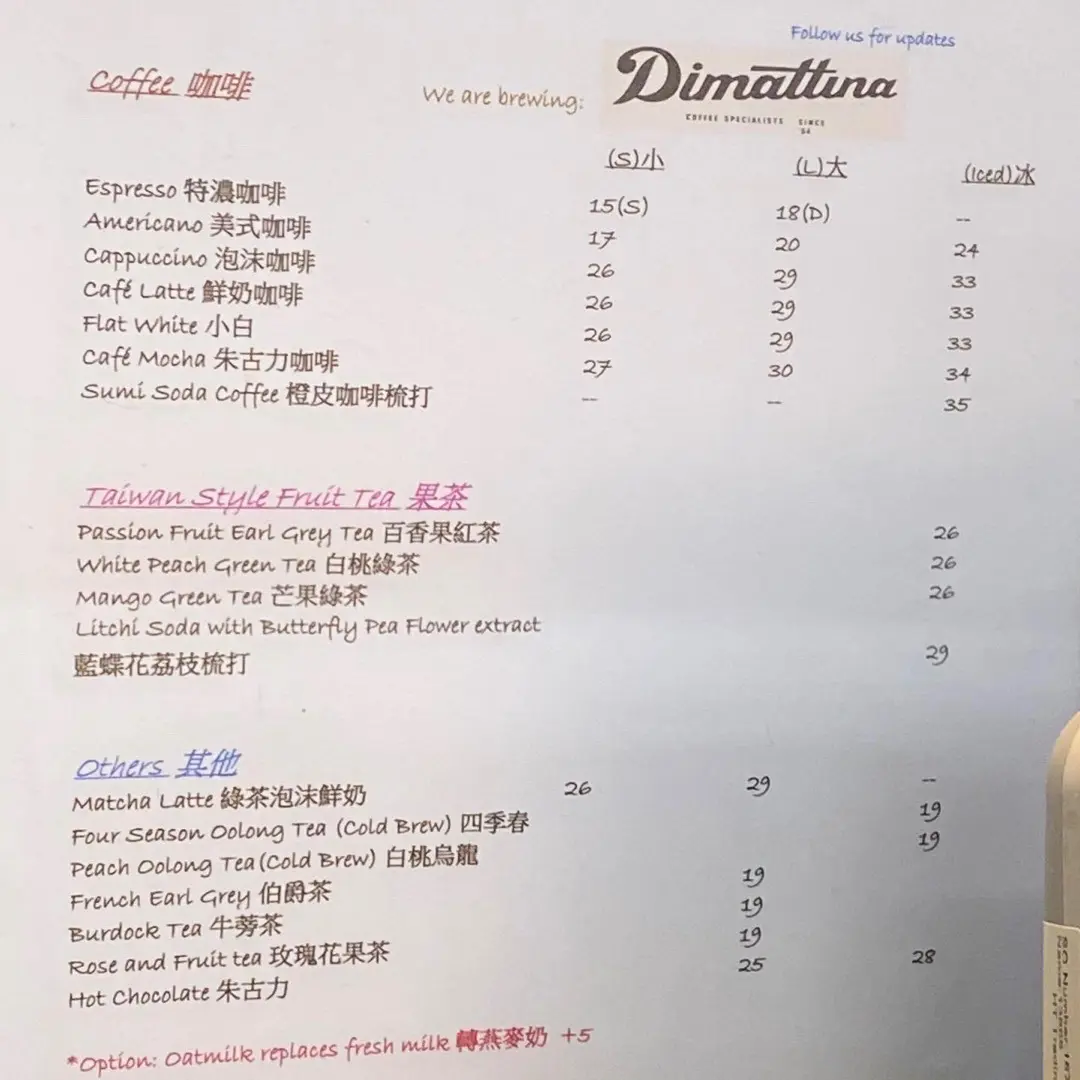 Follow us for updates
Coffee 咖啡 We are brewing: Dimattina
COFFEE SPECIALISTS SINCE
(S)小 (L)大 (Iced)冰
Espresso 特濃咖啡 15(S) 18(D) --
Americano 美式咖啡 17 20 24
Cappuccino 泡沫咖啡 26 29 33
Café Latte 鮮奶咖啡 26 29 33
Flat White 小白 26 29 33
Café Mocha 朱古力咖啡 27 30 34
Sumi Soda Coffee 橙皮咖啡梳打 -- -- 35
Taiwan Style Fruit Tea 果茶
Passion Fruit Earl Grey Tea 百香果紅茶 26
White Peach Green Tea 白桃綠茶 26
Mango Green Tea 芒果綠茶 26
Litchi Soda with Butterfly Pea Flower extract
藍蝶花荔枝梳打 29
Others 其他
Matcha Latte 綠茶泡沫鮮奶 26 29 --
Four Season Oolong Tea (Cold Brew) 四季春 19
Peach Oolong Tea(Cold Brew) 白桃烏龍 19
French Earl Grey 伯爵茶 19
Burdock Tea 牛蒡茶 19
Rose and Fruit tea 玫瑰花果茶 19
Hot Chocolate 朱古力 25 28
*Option: Oatmilk replaces fresh milk 轉燕麥奶 +5